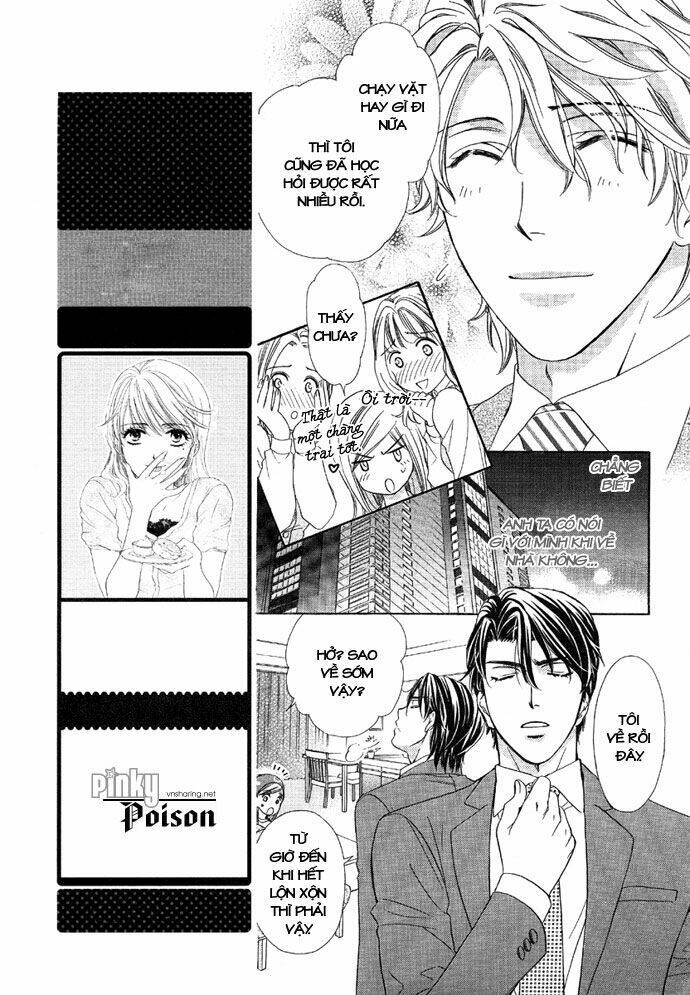 CHẠY VẶT
HAY GÌ ĐI
NỮA
THÌ TÔI
CŨNG ĐÃ HỌC
HỎI ĐƯỢC RẤT
NHIỀU RỒI.
THẤY
CHƯA?
Ôi trời...
Thật là
một chàng
trai tốt.
CHẲNG
BIẾT
ANH TA CÓ NÓI
GÌ VỚI MÌNH KHI VỀ
NHÀ KHÔNG...
HỞ? SAO
VỀ SỚM
VẬY?
TÔI
VỀ RỒI
ĐÂY.
TỪ
GIỜ ĐẾN
KHI HẾT
LỘN XỘN
THÌ PHẢI
VẬY.
pinky
vnsharing.net
Poison